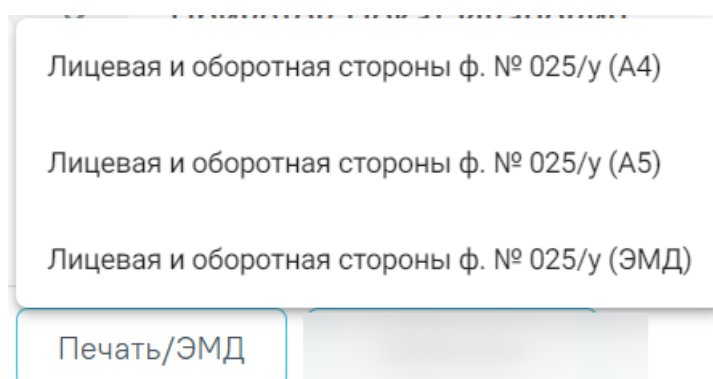 Лицевая и оборотная стороны ф. № 025/у (А4)
Лицевая и оборотная стороны ф. № 025/у (А5)
Лицевая и оборотная стороны ф. № 025/у (ЭМД)
Печать/ЭМД